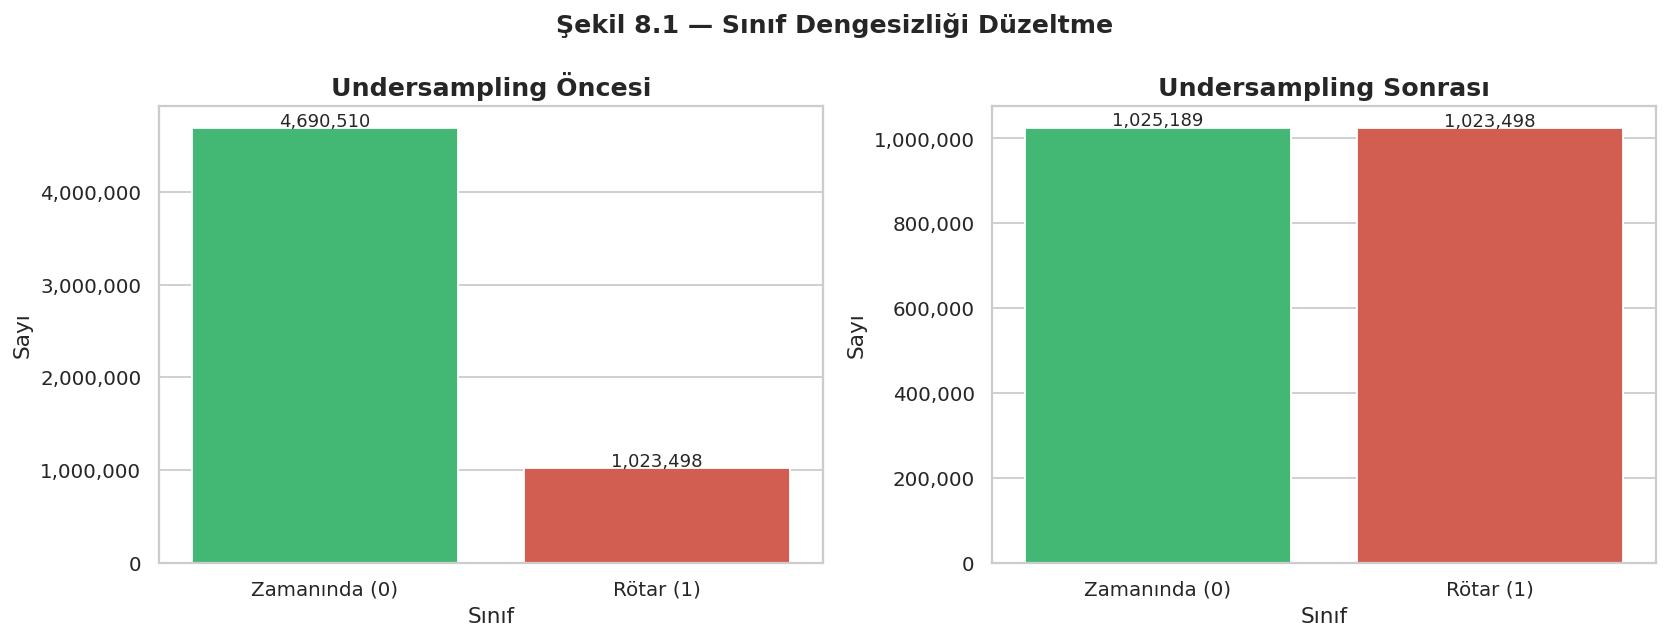 Şekil 8.1 — Sınıf Dengesizliği Düzeltme
Undersampling Öncesi
4,690,510
1,023,498
4,000,000
3,000,000
2,000,000
1,000,000
0
Sayı
Zamanında (0)
Rötar (1)
Sınıf
Undersampling Sonrası
1,025,189
1,023,498
1,000,000
800,000
600,000
400,000
200,000
0
Sayı
Zamanında (0)
Rötar (1)
Sınıf